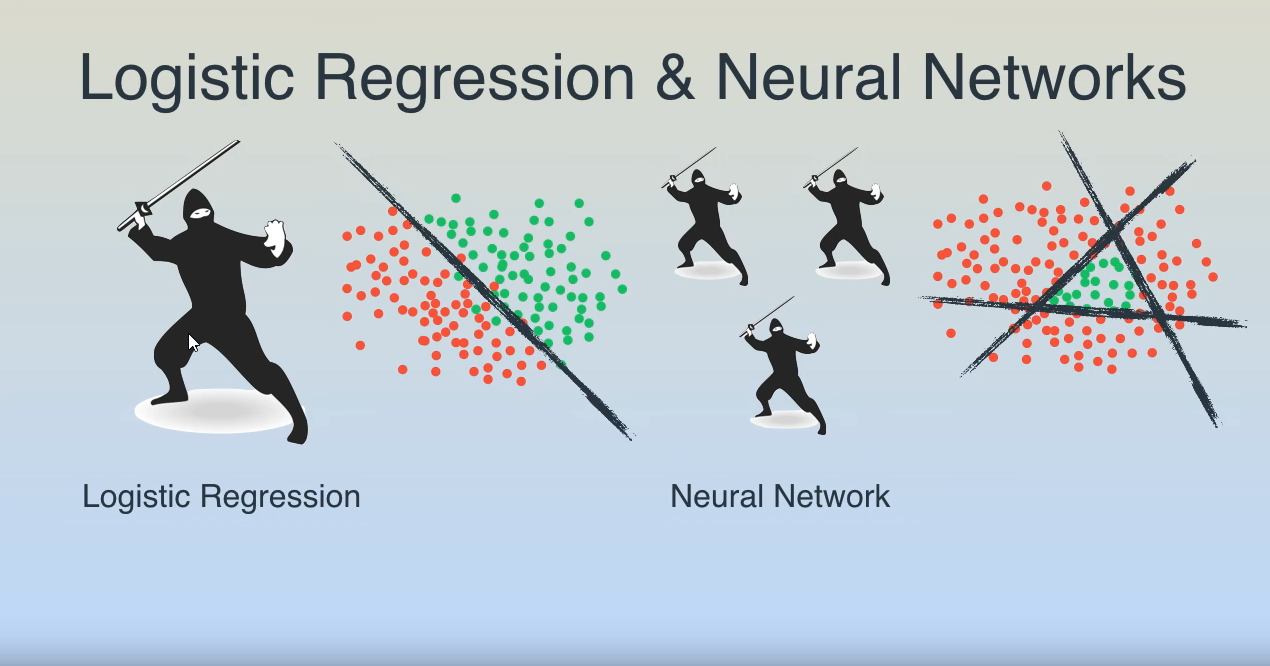 Logistic Regression & Neural Networks
Logistic Regression
Neural Network